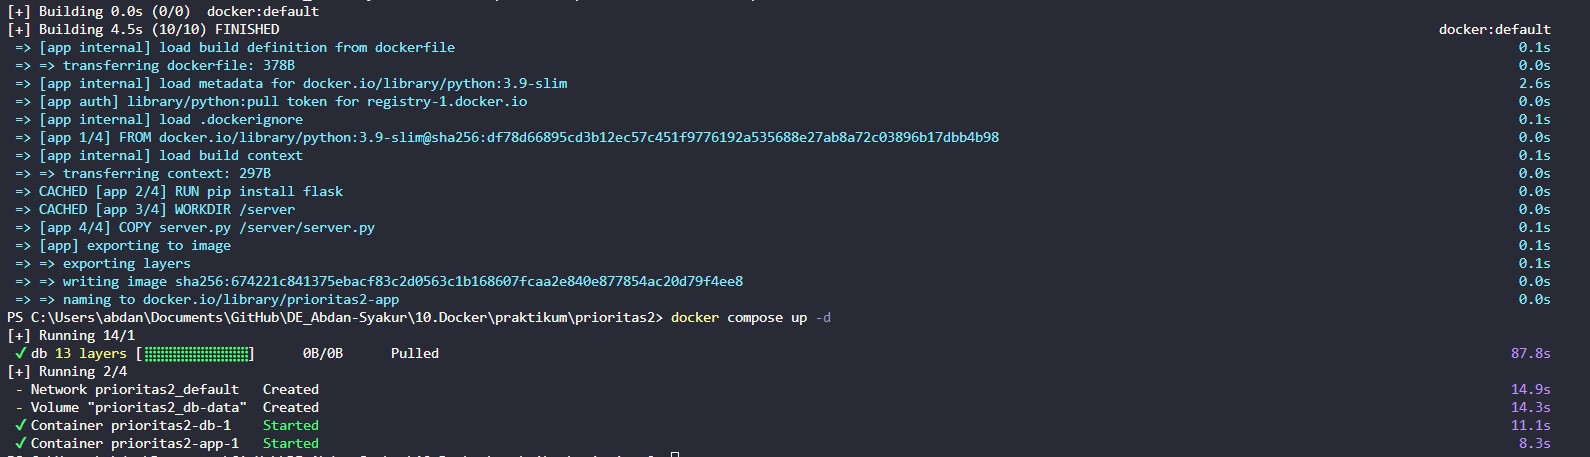 [+] Building 0.0s (0/0)  docker:default
[+] Building 4.5s (10/10) FINISHED docker:default
=> [app internal] load build definition from dockerfile 0.1s
=> => transferring dockerfile: 378B 0.0s
=> [app internal] load metadata for docker.io/library/python:3.9-slim 2.6s
=> [app auth] library/python:pull token for registry-1.docker.io 0.0s
=> [app internal] load .dockerignore 0.1s
=> [app 1/4] FROM docker.io/library/python:3.9-slim@sha256:df78d66895cd3b12ec57c451f9776192a535688e27ab8a72c03896b17dbb4b98 0.0s
=> [app internal] load build context 0.1s
=> => transferring context: 297B 0.0s
=> CACHED [app 2/4] RUN pip install flask 0.0s
=> CACHED [app 3/4] WORKDIR /server 0.0s
=> [app 4/4] COPY server.py /server/server.py 0.1s
=> [app] exporting to image 0.1s
=> => exporting layers 0.1s
=> => writing image sha256:674221c841375ebacf83c2d0563c1b168607fcaa2e840e877854ac20d79f4ee8 0.0s
=> => naming to docker.io/library/prioritas2-app 0.0s
PS C:\Users\abdan\Documents\GitHub\DE_Abdan-Syakur\10.Docker\praktikum\prioritas2> docker compose up -d
[+] Running 14/1
✓ db 13 layers [⣿⣿⣿⣿⣿⣿⣿⣿⣿⣿⣿⣿⣿] 0B/0B Pulled 87.8s
[+] Running 2/4
- Network prioritas2_default Created 14.9s
- Volume "prioritas2_db-data" Created 14.3s
✓ Container prioritas2-db-1 Started 11.1s
✓ Container prioritas2-app-1 Started 8.3s